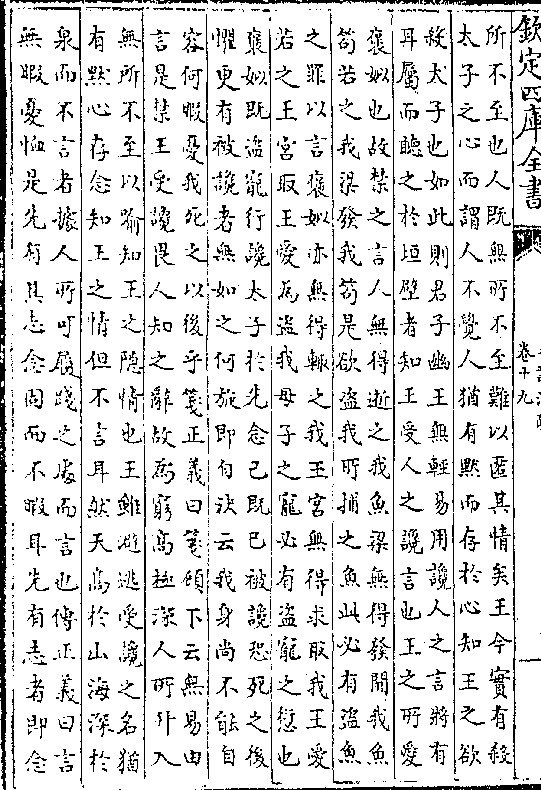 欽定四庫全書
卷十九
所不至也人既無所不至難以匿其情矣王今實有殺
太子之心而謂人不覺人猶有黙而存於心知王之欲
殺太子也如此則君子幽王無輕易用讒人之言將有
耳屬而聽之於垣壁者知王受人之讒言也王之所愛
褒姒也故禁之言人無得逝之我魚梁無得發開我魚
笱若之我梁發我笱是欲盜我所捕之魚此必有盜魚
之罪以言褒姒亦無得輒之我王宮無得求取我王愛
若之王宮取王愛為盜我母子之寵必有盜寵之愆也
褒姒既盜寵行讒太子於先念已既已被讒恐死之後
懼更有被讒者無如之何旋即自決云我身尚不能自
容何暇憂我死之以後乎箋正義曰箋傾下云無易由
言是禁王受讒畏人知之辭故為窮高極深人所升入
無所不至以喻知王之隠情也王雖避逃受讒之名猶
有黙心存念知王之情但不言耳然天高於山海深於
泉而不言者據人所可履踐之處而言也傳正義曰言
無暇憂恤是先有其志念固而不暇耳先有志者即念